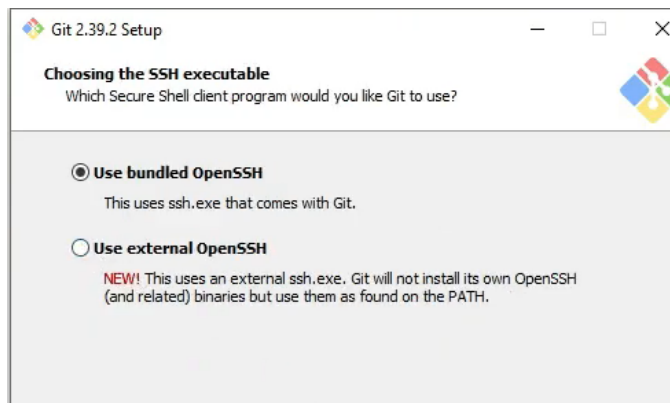 Git 2.39.2 Setup
Choosing the SSH executable
Which Secure Shell client program would you like Git to use?
Use bundled OpenSSH
This uses ssh.exe that comes with Git.
Use external OpenSSH
NEW! This uses an external ssh.exe. Git will not install its own OpenSSH
(and related) binaries but use them as found on the PATH.